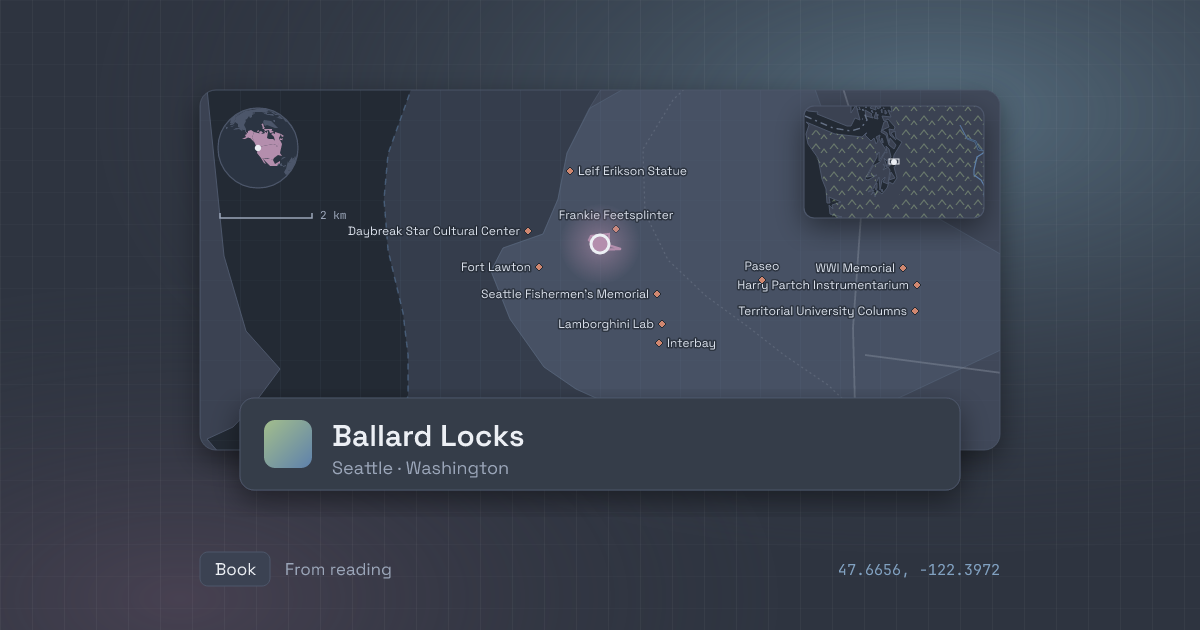 Leif Erikson Statue
2 km
Frankie Feetsplinter
Daybreak Star Cultural Center
Fort Lawton
Paseo
WWI Memorial
Harry Partch Instrumentarium
Seattle Fishermen's Memorial
Territorial University Columns
Lamborghini Lab
Interbay
Ballard Locks
Seattle · Washington
Book
From reading
47.6656, -122.3972